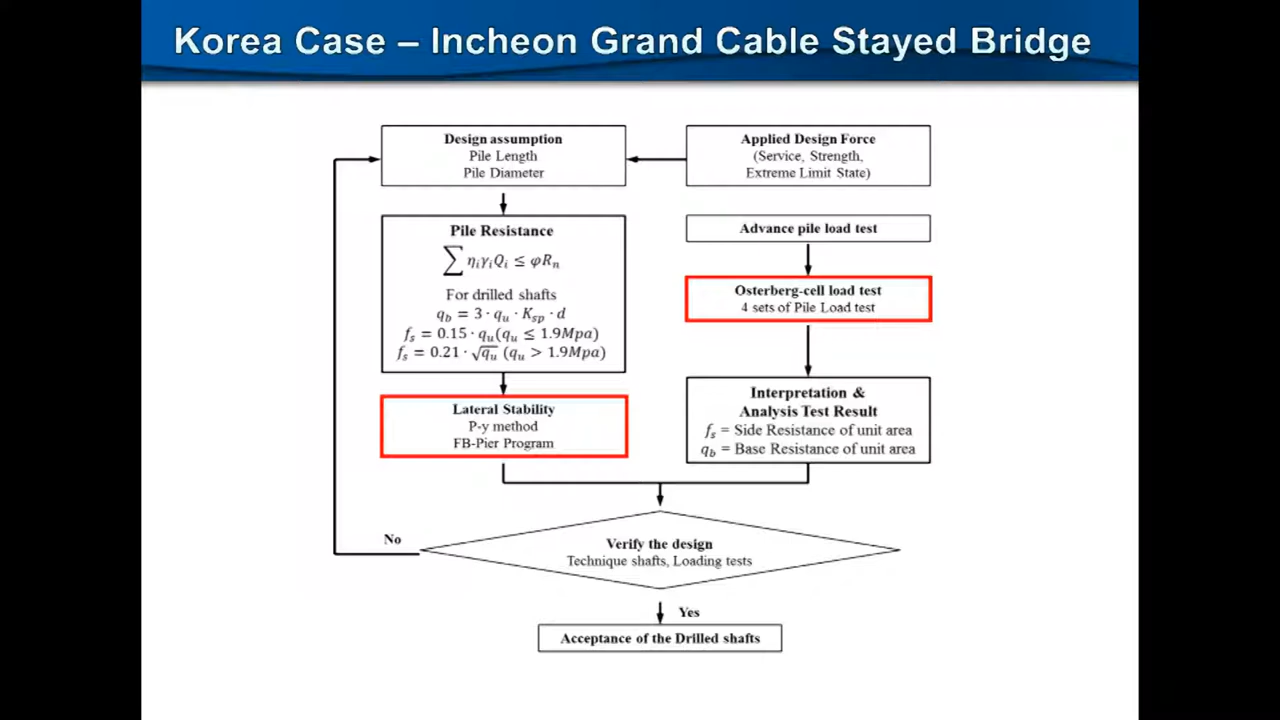 Korea Case – Incheon Grand Cable Stayed Bridge
Design assumption
Pile Length
Pile Diameter
Applied Design Force
(Service, Strength,
Extreme Limit State)
Pile Resistance
∑ηᵢγᵢQᵢ ≤ φRₙ
For drilled shafts
q_b = 3 · q_u · K_sp · d
f_s = 0.15 · q_u(q_u ≤ 1.9Mpa)
f_s = 0.21 · √q_u (q_u > 1.9Mpa)
Lateral Stability
P-y method
FB-Pier Program
Advance pile load test
Osterberg-cell load test
4 sets of Pile Load test
Interpretation &
Analysis Test Result
f_s = Side Resistance of unit area
q_b = Base Resistance of unit area
No
Verify the design
Technique shafts, Loading tests
Yes
Acceptance of the Drilled shafts